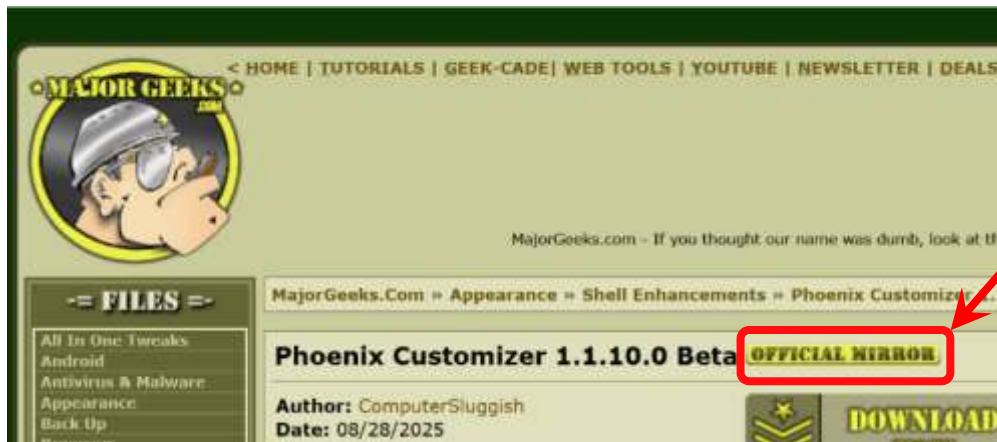 MAJOR GEEKS
.COM
< HOME | TUTORIALS | GEEK-CADE| WEB TOOLS | YOUTUBE | NEWSLETTER | DEALS
MajorGeeks.com - If you thought our name was dumb, look at
-= FILES =-
MajorGeeks.Com » Appearance » Shell Enhancements » Phoenix Customizer
All In One Tweaks
Android
Antivirus & Malware
Appearance
Back Up
Phoenix Customizer 1.1.10.0 Beta OFFICIAL MIRROR
Author: ComputerSluggish
Date: 08/28/2025
DOWNLOAD